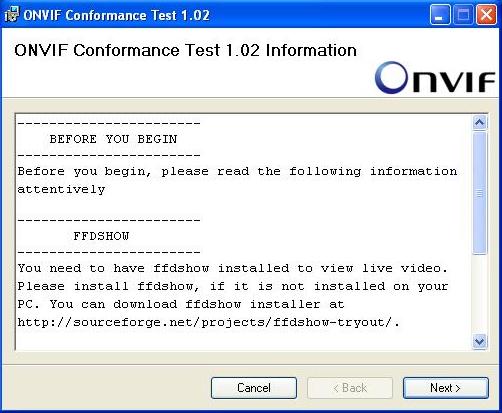 ONVIF Conformance Test 1.02
ONVIF Conformance Test 1.02 Information
Onvif
-----------------------
BEFORE YOU BEGIN
-----------------------
Before you begin, please read the following information
attentively
-----------------------
FFDSHOW
-----------------------
You need to have ffdshow installed to view live video.
Please install ffdshow, if it is not installed on your
PC. You can download ffdshow installer at
http://sourceforge.net/projects/ffdshow-tryout/.
Cancel
< Back
Next >